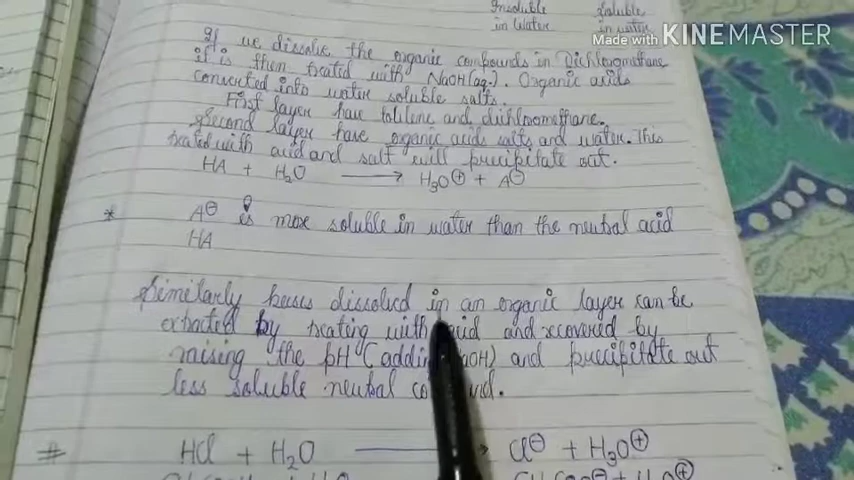 Insoluble soluble
in Water in water
Made with KINEMASTER
If we dissolve the organic compounds in Dichloromethane
it is then treated with NaOH(aq.). Organic acids
converted into water soluble salts.
First layer have toluene and dichloromethane.
Second layer have organic acids salts and water. This
treated with acid and salt will precipitate out.
HA + H₂O → H₃O⊕ + A⊖
* A⊖ is more soluble in water than the neutral acid
HA
Similarly bases dissolved in an organic layer can be
extracted by treating with acid and recovered by
raising the pH (adding NaOH) and precipitate out
less soluble neutral
# HCl + H₂O → Cl⊖ + H₃O⊕